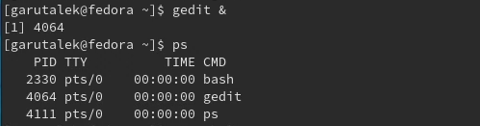 [garutalek@fedora ~]$ gedit &
[1] 4064
[garutalek@fedora ~]$ ps
    PID TTY          TIME CMD
   2330 pts/0    00:00:00 bash
   4064 pts/0    00:00:00 gedit
   4111 pts/0    00:00:00 ps